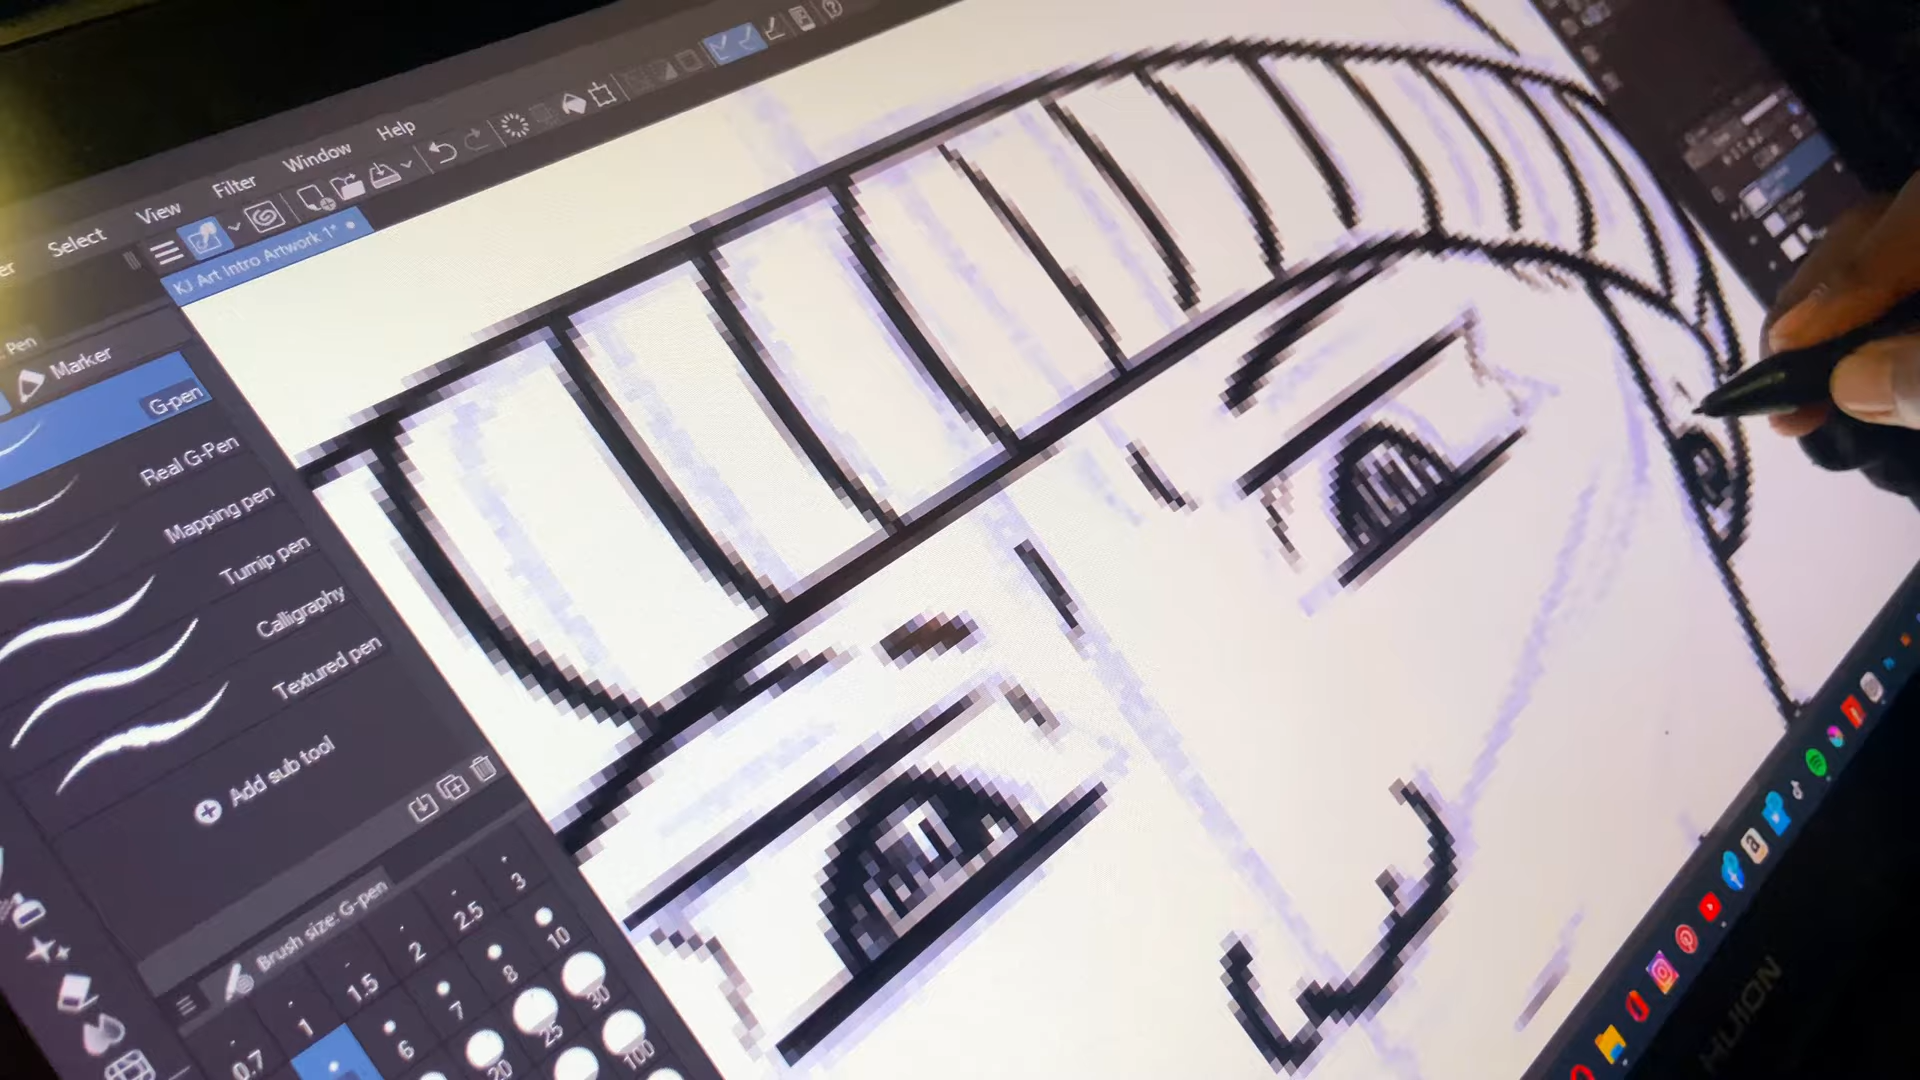 Select
View
Filter
Window
Help
KJ Art Intro Artwork 1*
Pen
Marker
G-pen
Real G-Pen
Mapping pen
Turnip pen
Calligraphy
Textured pen
Add sub tool
Brush size: G-pen
0.7 1 1.5 2 2.5 3
6 7 8 10
20 25 30
100
a
HUION